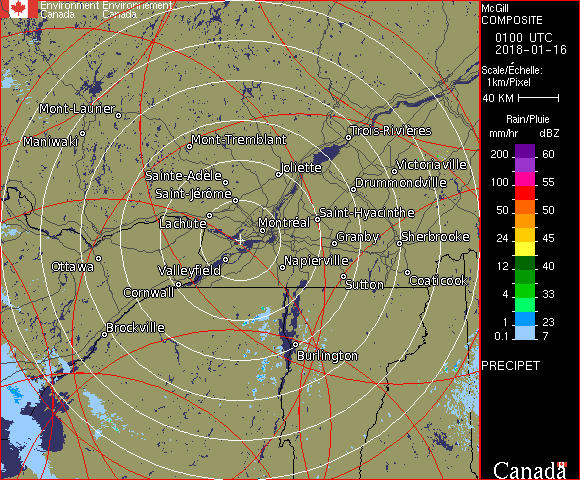 Environment Environnement
Canada Canada
McGill
COMPOSITE
0100 UTC
2018-01-16
Scale/Échelle:
1km/Pixel
40 KM
Rain/Pluie
mm/hr dBZ
200 60
100 55
50 50
24 45
12 40
4 33
1 23
0.1 7
PRECIPET
Canada
Mont-Laurier
Maniwaki
Mont-Tremblant
Trois-Rivières
Joliette
Victoriaville
Sainte-Adèle
Drummondville
Saint-Jérôme
Lachute
Saint-Hyacinthe
Montréal
Granby
Sherbrooke
Ottawa
Valleyfield
Napierville
Cornwall
Sutton
Coaticook
Brockville
Burlington